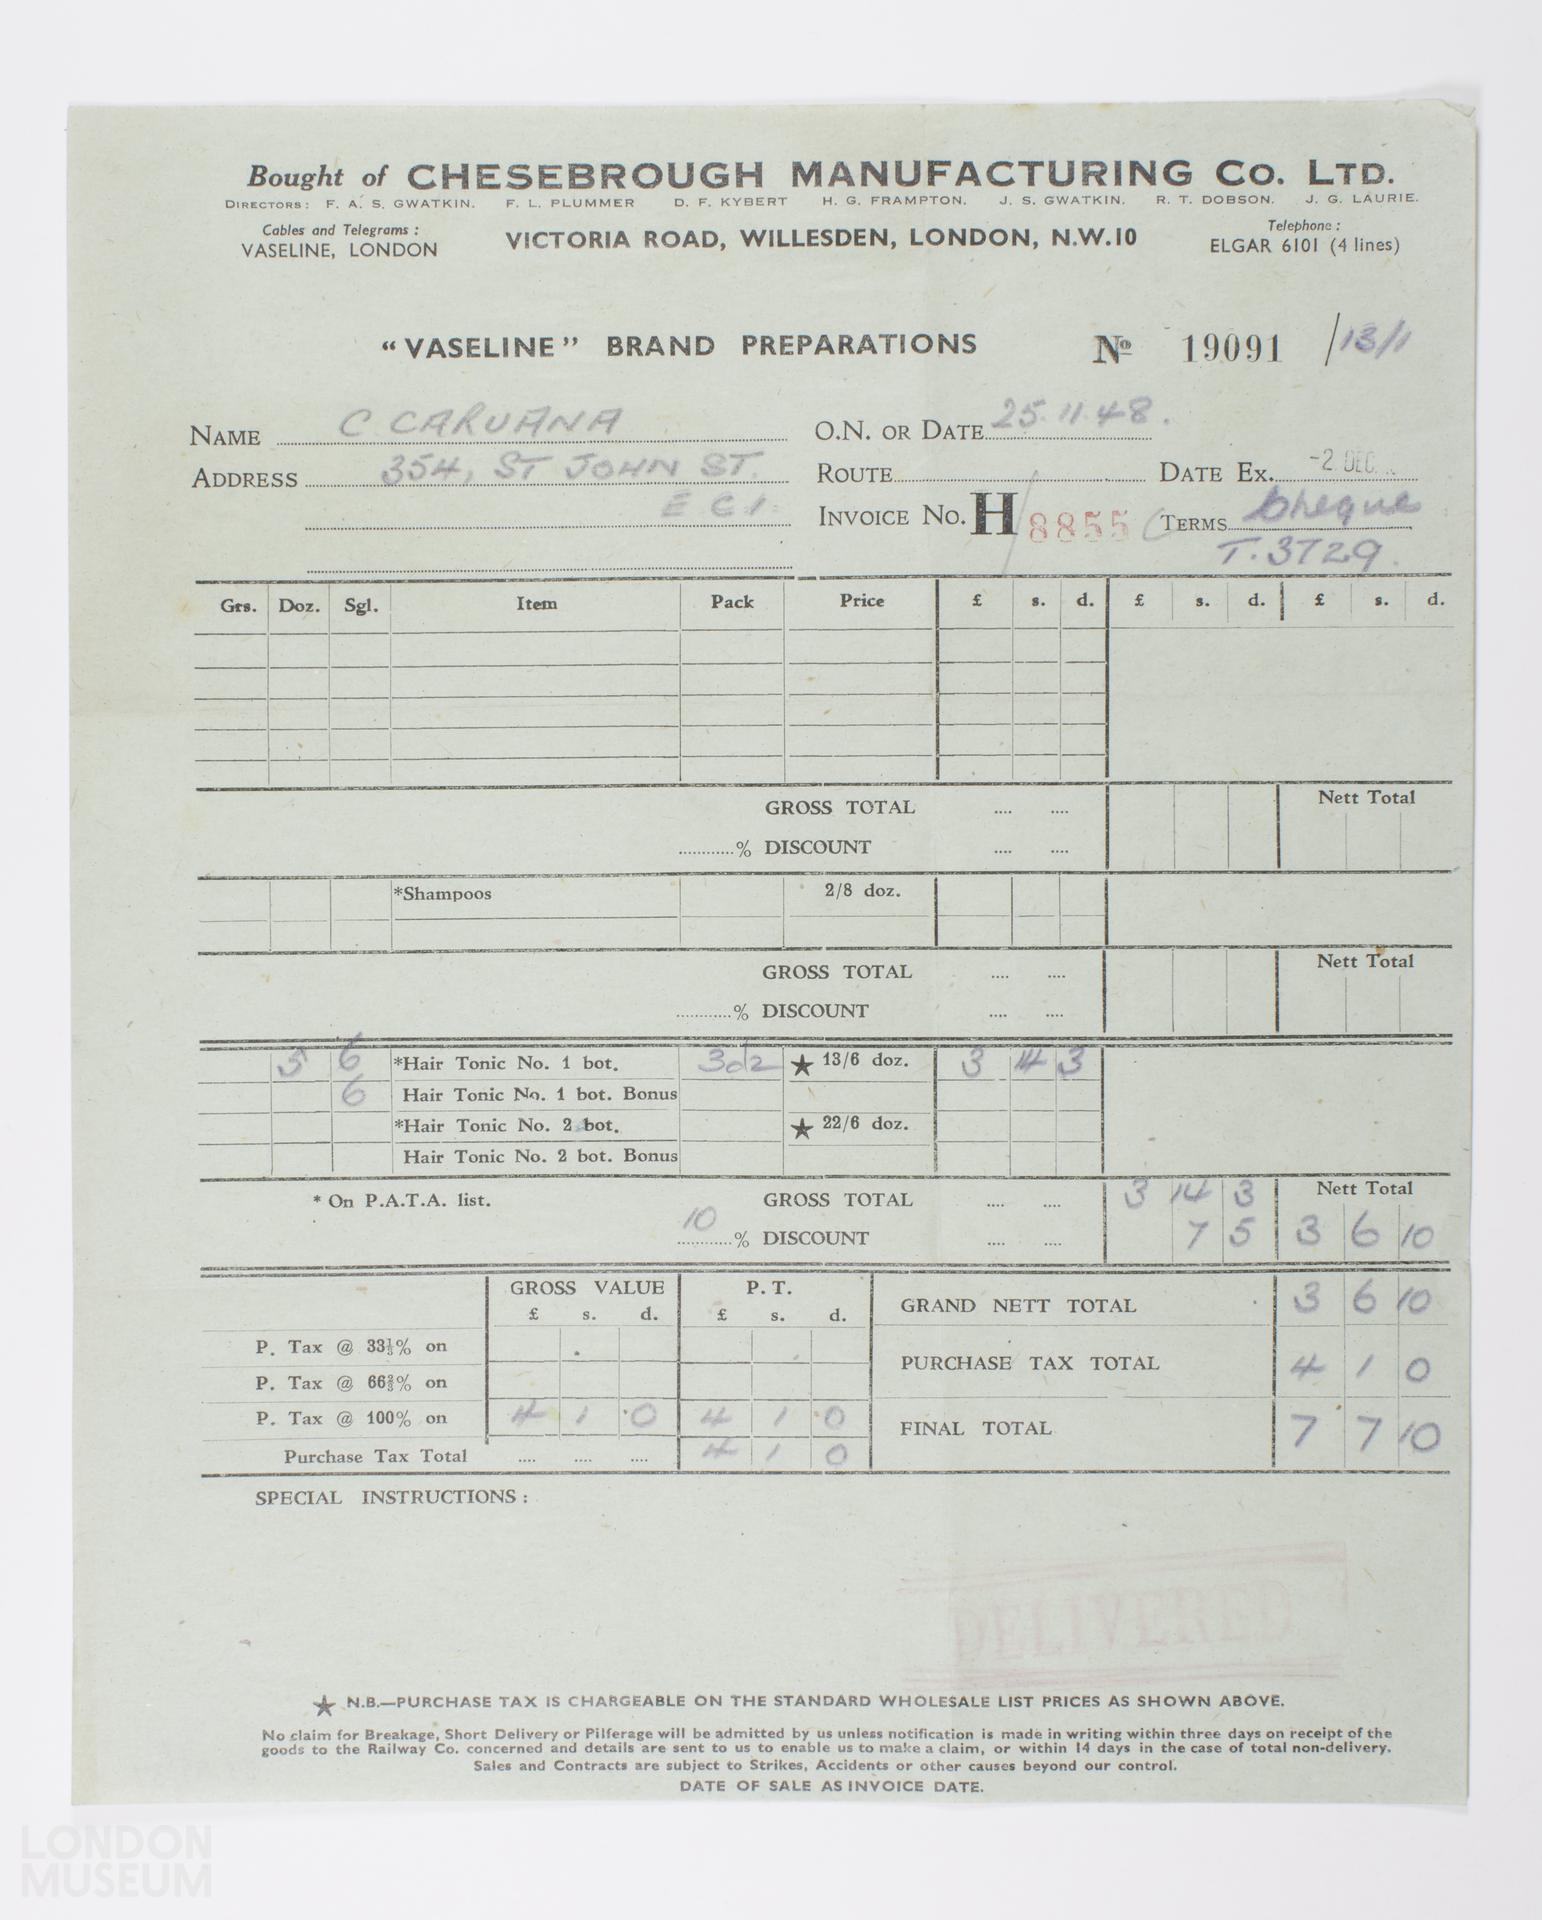 Bought of CHESEBROUGH MANUFACTURING CO. LTD.
DIRECTORS: F. A. S. GWATKIN. F. L. PLUMMER D. F. KYBERT H. G. FRAMPTON. J. S. GWATKIN. R. T. DOBSON. J. G. LAURIE.
Cables and Telegrams :
VASELINE, LONDON
VICTORIA ROAD, WILLESDEN, LONDON, N.W.10
Telephone :
ELGAR 6101 (4 lines)
"VASELINE" BRAND PREPARATIONS No 19091 /13/1
NAME C. CARUANA O.N. OR DATE 25.11.48.
ADDRESS 354, ST JOHN ST. ROUTE DATE EX. -2 DEC
E C 1. INVOICE NO. H/8855 C TERMS Cheque
T. 3729.
Grs. Doz. Sgl. Item Pack Price £ s. d. £ s. d. £ s. d.
GROSS TOTAL .... .... Nett Total
............% DISCOUNT .... ....
*Shampoos 2/8 doz.
GROSS TOTAL .... .... Nett Total
............% DISCOUNT .... ....
5 6 *Hair Tonic No. 1 bot. 3d2 ★ 13/6 doz. 3 14 3
6 Hair Tonic No. 1 bot. Bonus
*Hair Tonic No. 2 bot. ★ 22/6 doz.
Hair Tonic No. 2 bot. Bonus
* On P.A.T.A. list. GROSS TOTAL .... .... 3 14 3 Nett Total
10 % DISCOUNT .... .... 7 5 3 6 10
GROSS VALUE P. T.
£ s. d. £ s. d.
GRAND NETT TOTAL 3 6 10
P. Tax @ 33⅓% on
PURCHASE TAX TOTAL 4 1 0
P. Tax @ 66⅔% on
P. Tax @ 100% on 4 1 0 4 1 0
FINAL TOTAL 7 7 10
Purchase Tax Total .... .... .... 4 1 0
SPECIAL INSTRUCTIONS :
DELIVERED
★ N.B.—PURCHASE TAX IS CHARGEABLE ON THE STANDARD WHOLESALE LIST PRICES AS SHOWN ABOVE.
No claim for Breakage, Short Delivery or Pilferage will be admitted by us unless notification is made in writing within three days on receipt of the
goods to the Railway Co. concerned and details are sent to us to enable us to make a claim, or within 14 days in the case of total non-delivery.
Sales and Contracts are subject to Strikes, Accidents or other causes beyond our control.
DATE OF SALE AS INVOICE DATE.
LONDON
MUSEUM